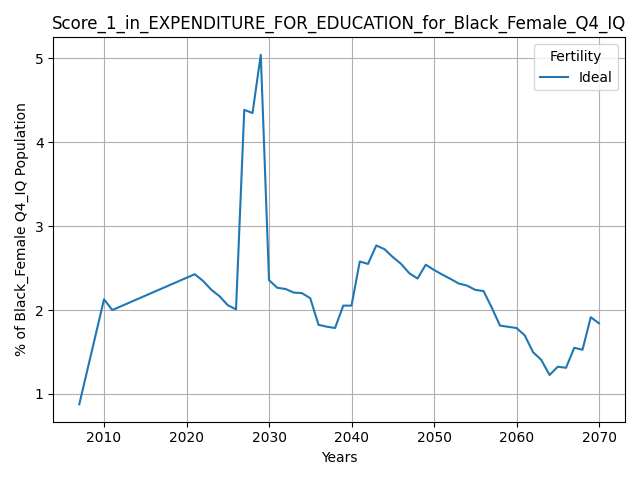 Score_1_in_EXPENDITURE_FOR_EDUCATION_for_Black_Female_Q4_IQ
Fertility
Ideal
5
4
3
2
1
% of Black_Female Q4_IQ Population
2010 2020 2030 2040 2050 2060 2070
Years